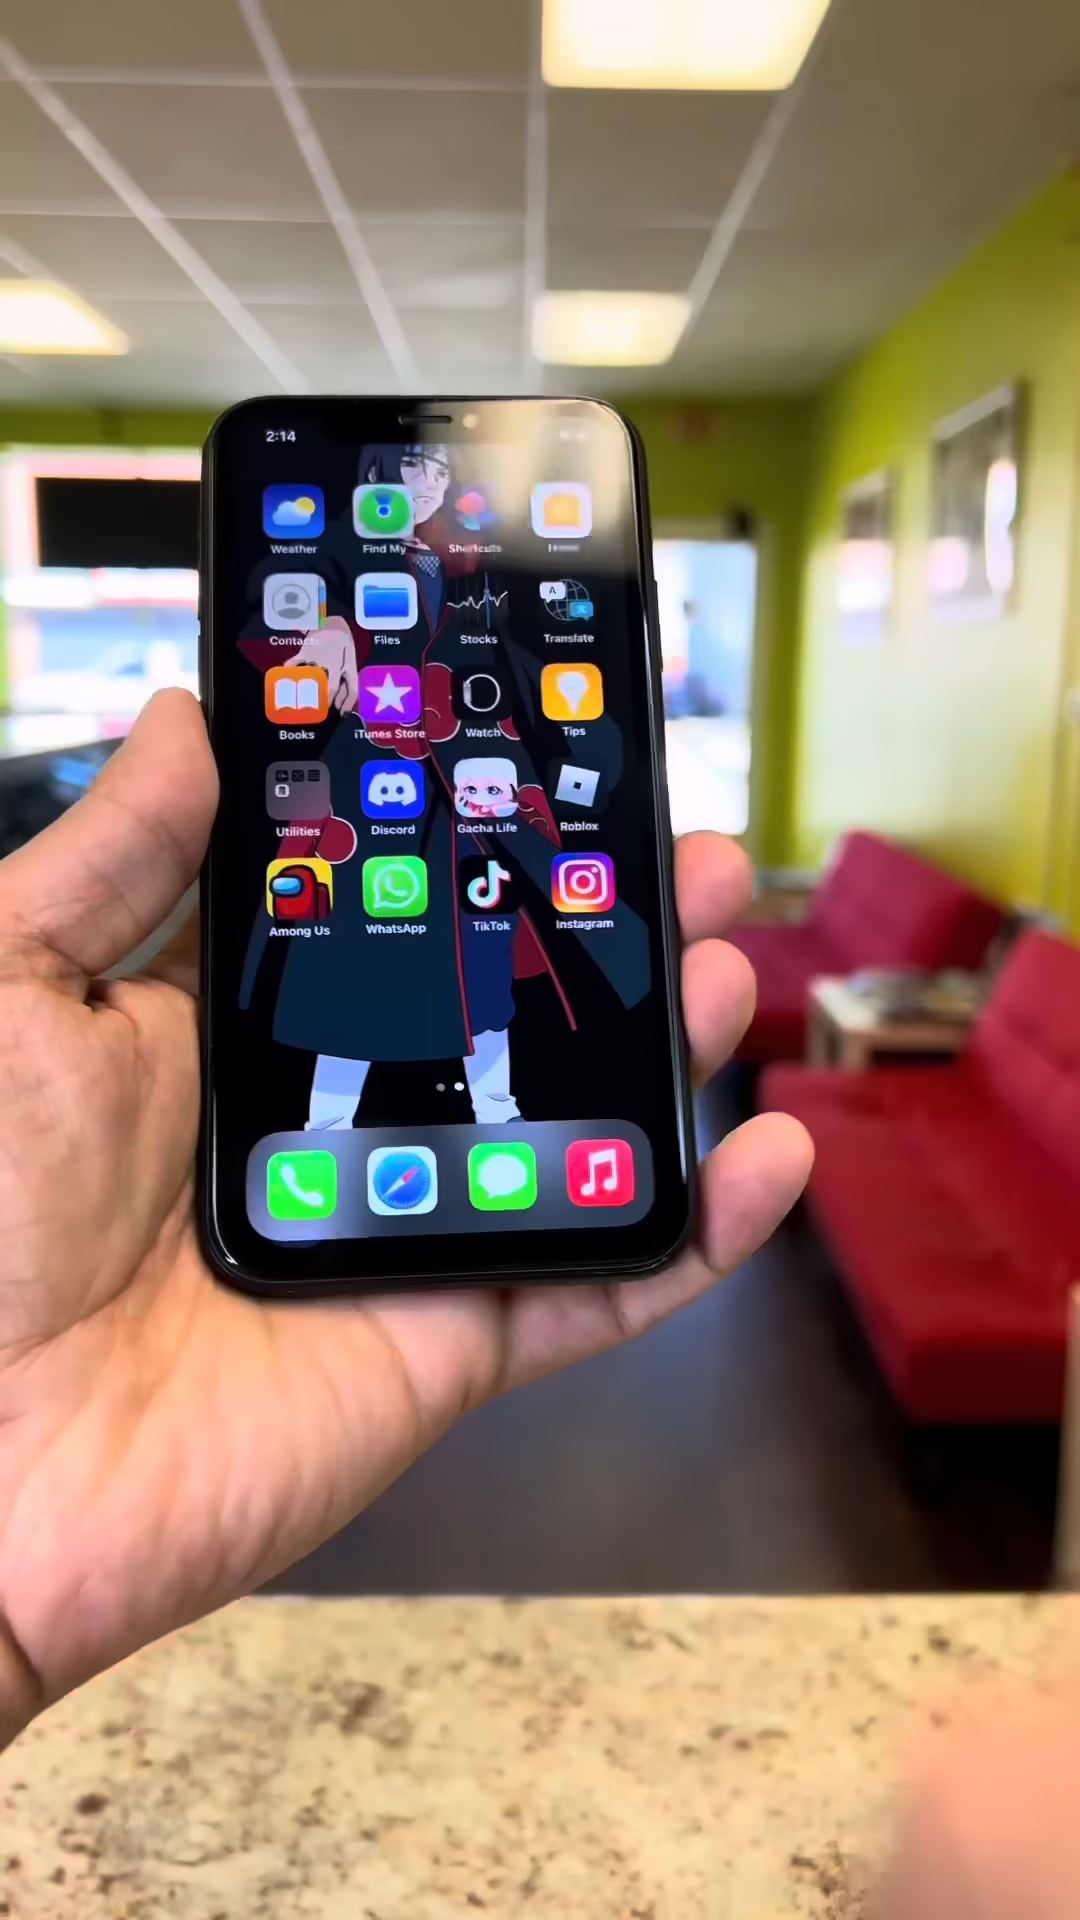 2:14
Weather Find My Shortcuts
Contacts Files Stocks Translate
Books iTunes Store Watch Tips
Utilities Discord Gacha Life Roblox
Among Us WhatsApp TikTok Instagram